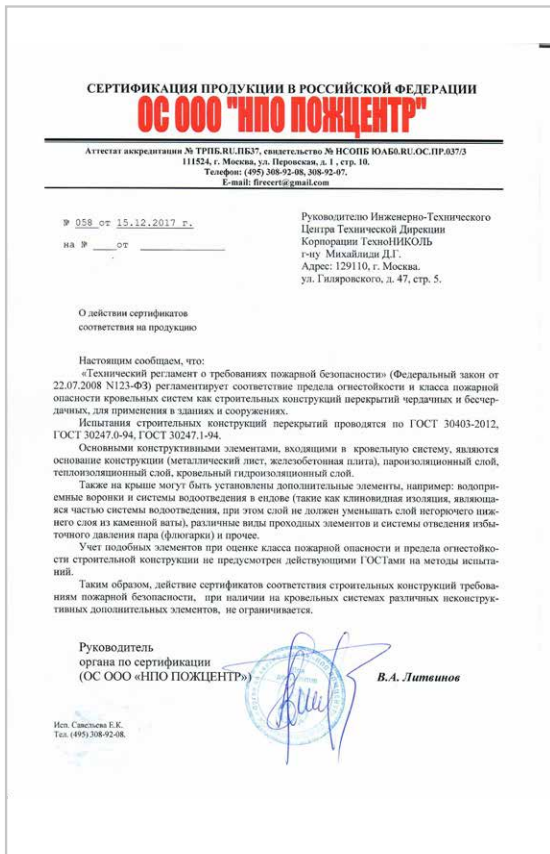 СЕРТИФИКАЦИЯ ПРОДУКЦИИ В РОССИЙСКОЙ ФЕДЕРАЦИИ
ОС ООО "НПО ПОЖЦЕНТР"
Аттестат аккредитации № ТРПБ.RU.ПБ37, свидетельство № НСОПБ ЮАБ0.RU.ОС.ПР.037/3
111524, г. Москва, ул. Перовская, д. 1 , стр. 10.
Телефон: (495) 308-92-08, 308-92-07.
E-mail: firecert@gmail.com
№ 058 от 15.12.2017 г.
на № ____от ____________
Руководителю Инженерно-Технического
Центра Технической Дирекции
Корпорации ТехноНИКОЛЬ
г-ну Михайлиди Д.Г.
Адрес: 129110, г. Москва.
ул. Гиляровского, д. 47, стр. 5.
О действии сертификатов
соответствия на продукцию
Настоящим сообщаем, что:
«Технический регламент о требованиях пожарной безопасности» (Федеральный закон от
22.07.2008 N123-ФЗ) регламентирует соответствие предела огнестойкости и класса пожарной
опасности кровельных систем как строительных конструкций перекрытий чердачных и бесчер-
дачных, для применения в зданиях и сооружениях.
Испытания строительных конструкций перекрытий проводятся по ГОСТ 30403-2012,
ГОСТ 30247.0-94, ГОСТ 30247.1-94.
Основными конструктивными элементами, входящими в кровельную систему, являются
основание конструкции (металлический лист, железобетонная плита), пароизоляционный слой,
теплоизоляционный слой, кровельный гидроизоляционный слой.
Также на крыше могут быть установлены дополнительные элементы, например: водопри-
емные воронки и системы водоотведения в ендове (такие как клиновидная изоляция, являюща-
яся частью системы водоотведения, при этом слой не должен уменьшать слой негорючего ниж-
него слоя из каменной ваты), различные виды проходных элементов и системы отведения избы-
точного давления пара (флюгарки) и прочее.
Учет подобных элементов при оценке класса пожарной опасности и предела огнестойко-
сти строительной конструкции не предусмотрен действующими ГОСТами на методы испыта-
ний.
Таким образом, действие сертификатов соответствия строительных конструкций требова-
ниям пожарной безопасности, при наличии на кровельных системах различных неконструк-
тивных дополнительных элементов, не ограничивается.
Руководитель
органа по сертификации
(ОС ООО «НПО ПОЖЦЕНТР»)
В.А. Литвинов
Исп. Савельева Е.К.
Тел. (495) 308-92-08.